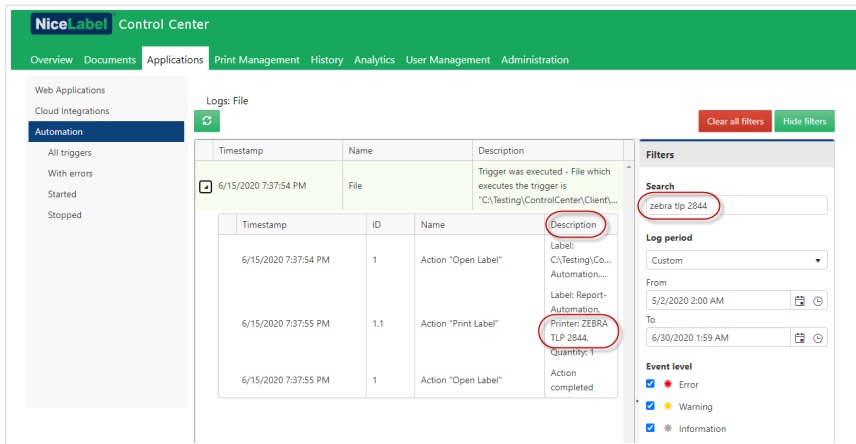 NiceLabel Control Center
Overview Documents Applications Print Management History Analytics User Management Administration
Web Applications
Cloud Integrations
Automation
All triggers
With errors
Started
Stopped
Logs: File
Clear all filters Hide filters
Timestamp Name Description
6/15/2020 7:37:54 PM File
Trigger was executed - File which
executes the trigger is
"C:\Testing\ControlCenter\Client\...
Timestamp ID Name Description
6/15/2020 7:37:54 PM 1 Action "Open Label"
Label:
C:\Testing\Co...
Automation....
6/15/2020 7:37:55 PM 1.1 Action "Print Label"
Label: Report-
Automation,
Printer: ZEBRA
TLP 2844,
Quantity: 1
6/15/2020 7:37:55 PM 1 Action "Open Label"
Action
completed
Filters
Search
zebra tlp 2844
Log period
Custom
From
5/2/2020 2:00 AM
To
6/30/2020 1:59 AM
Event level
Error
Warning
Information